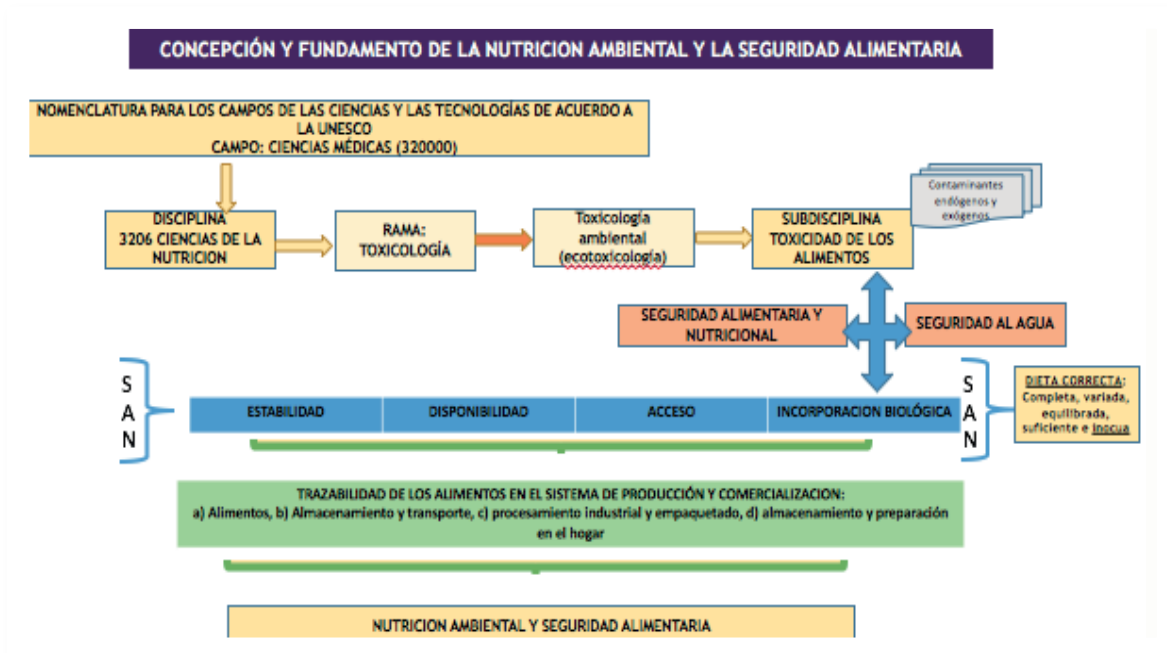 CONCEPCIÓN Y FUNDAMENTO DE LA NUTRICION AMBIENTAL Y LA SEGURIDAD ALIMENTARIA
NOMENCLATURA PARA LOS CAMPOS DE LAS CIENCIAS Y LAS TECNOLOGÍAS DE ACUERDO A
LA UNESCO
CAMPO: CIENCIAS MÉDICAS (320000)
Contaminantes
endógenos y
exógenos
DISCIPLINA
3206 CIENCIAS DE LA
NUTRICION
RAMA:
TOXICOLOGÍA
Toxicología
ambiental
(ecotoxicología)
SUBDISCIPLINA
TOXICIDAD DE LOS
ALIMENTOS
SEGURIDAD ALIMENTARIA Y
NUTRICIONAL
SEGURIDAD AL AGUA
S
A
N
ESTABILIDAD
DISPONIBILIDAD
ACCESO
INCORPORACION BIOLÓGICA
S
A
N
DIETA CORRECTA:
Completa, variada,
equilibrada,
suficiente e inocua
TRAZABILIDAD DE LOS ALIMENTOS EN EL SISTEMA DE PRODUCCIÓN Y COMERCIALIZACION:
a) Alimentos, b) Almacenamiento y transporte, c) procesamiento industrial y empaquetado, d) almacenamiento y preparación
en el hogar
NUTRICION AMBIENTAL Y SEGURIDAD ALIMENTARIA